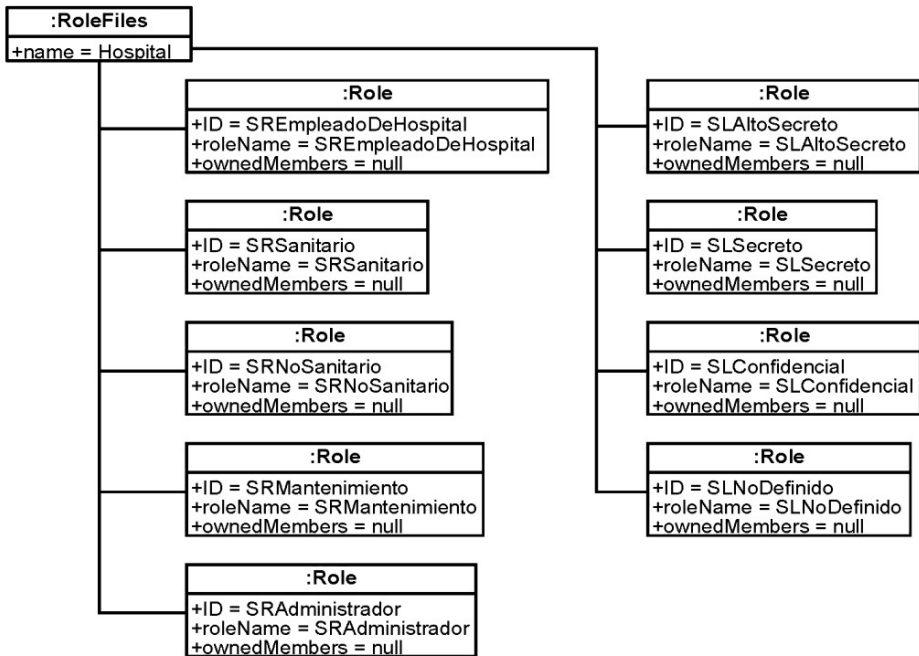 :RoleFiles
+name = Hospital
:Role
+ID = SREmpleadoDeHospital
+roleName = SREmpleadoDeHospital
+ownedMembers = null
:Role
+ID = SRSanitario
+roleName = SRSanitario
+ownedMembers = null
:Role
+ID = SRNoSanitario
+roleName = SRNoSanitario
+ownedMembers = null
:Role
+ID = SRMantenimiento
+roleName = SRMantenimiento
+ownedMembers = null
:Role
+ID = SRAdministrador
+roleName = SRAdministrador
+ownedMembers = null
:Role
+ID = SLAltoSecreto
+roleName = SLAltoSecreto
+ownedMembers = null
:Role
+ID = SLSecreto
+roleName = SLSecreto
+ownedMembers = null
:Role
+ID = SLConfidencial
+roleName = SLConfidencial
+ownedMembers = null
:Role
+ID = SLNoDefinido
+roleName = SLNoDefinido
+ownedMembers = null